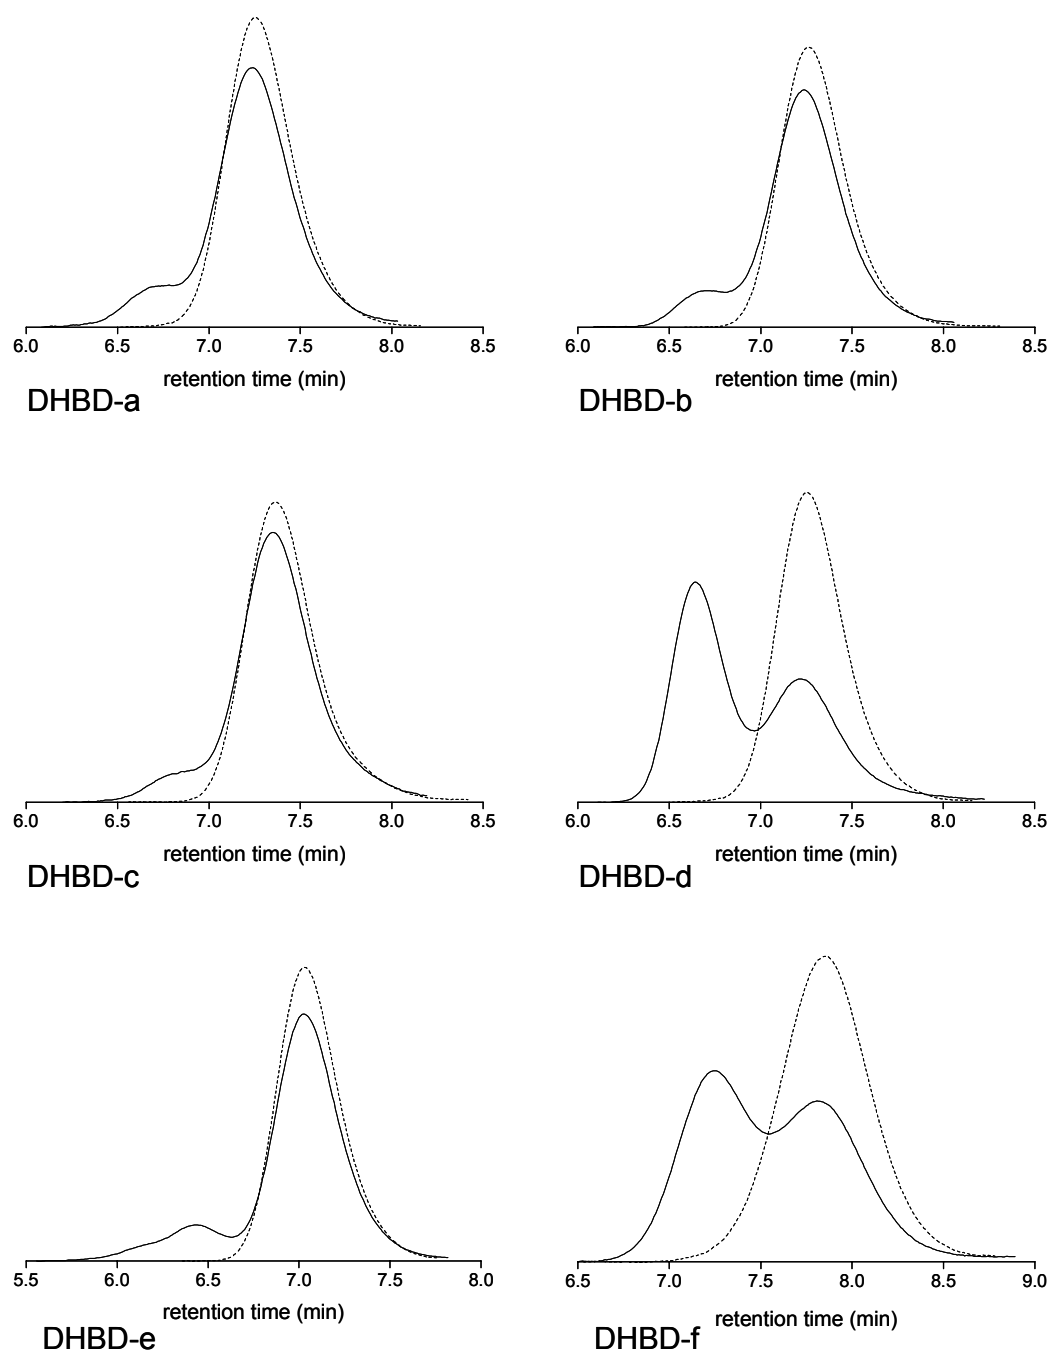 6.0 6.5 7.0 7.5 8.0 8.5
retention time (min)
DHBD-a
6.0 6.5 7.0 7.5 8.0 8.5
retention time (min)
DHBD-b
6.0 6.5 7.0 7.5 8.0 8.5
retention time (min)
DHBD-c
6.0 6.5 7.0 7.5 8.0 8.5
retention time (min)
DHBD-d
5.5 6.0 6.5 7.0 7.5 8.0
retention time (min)
DHBD-e
6.5 7.0 7.5 8.0 8.5 9.0
retention time (min)
DHBD-f